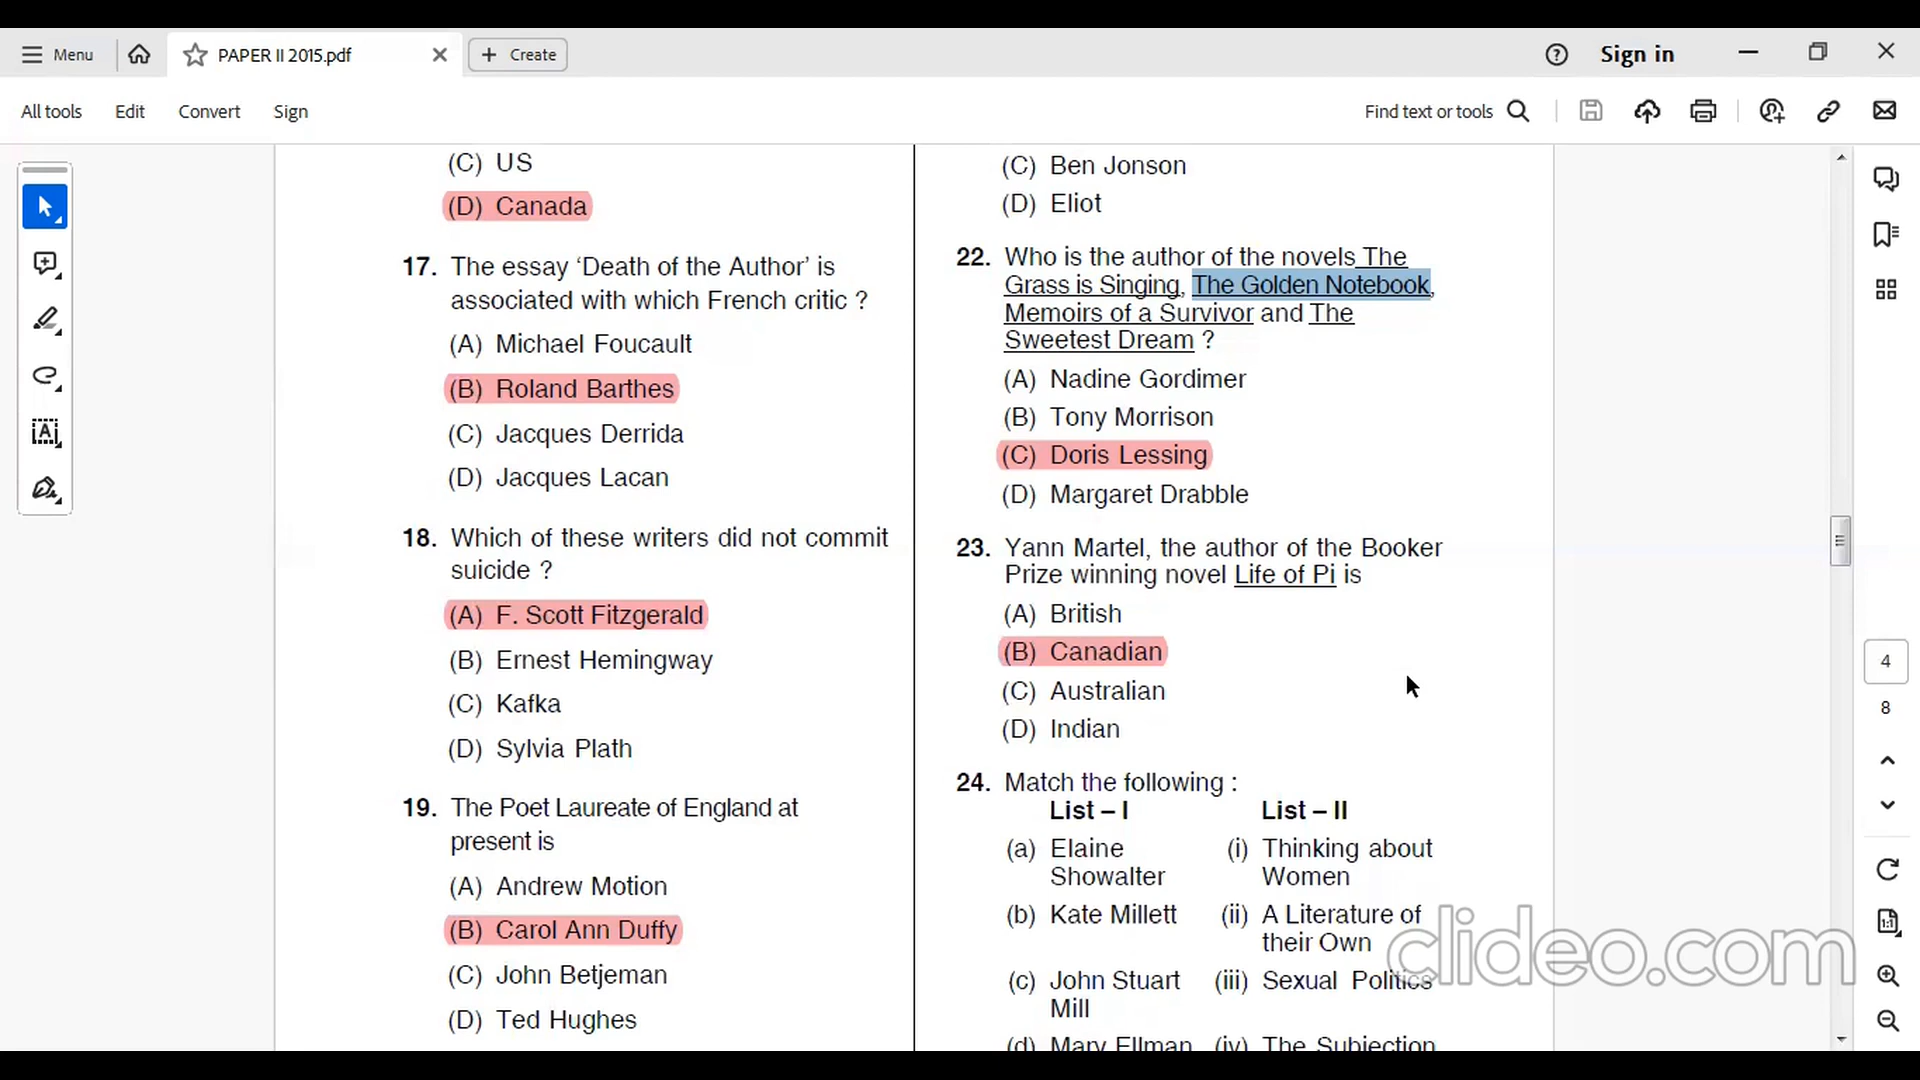 Menu
PAPER II 2015.pdf
Create
Sign in
All tools
Edit
Convert
Sign
Find text or tools
(C) US
(D) Canada
17. The essay ‘Death of the Author’ is
associated with which French critic ?
(A) Michael Foucault
(B) Roland Barthes
(C) Jacques Derrida
(D) Jacques Lacan
18. Which of these writers did not commit
suicide ?
(A) F. Scott Fitzgerald
(B) Ernest Hemingway
(C) Kafka
(D) Sylvia Plath
19. The Poet Laureate of England at
present is
(A) Andrew Motion
(B) Carol Ann Duffy
(C) John Betjeman
(D) Ted Hughes
(C) Ben Jonson
(D) Eliot
22. Who is the author of the novels The
Grass is Singing, The Golden Notebook,
Memoirs of a Survivor and The
Sweetest Dream ?
(A) Nadine Gordimer
(B) Tony Morrison
(C) Doris Lessing
(D) Margaret Drabble
23. Yann Martel, the author of the Booker
Prize winning novel Life of Pi is
(A) British
(B) Canadian
(C) Australian
(D) Indian
24. Match the following :
List – I List – II
(a) Elaine (i) Thinking about
Showalter Women
(b) Kate Millett (ii) A Literature of
their Own
(c) John Stuart (iii) Sexual Politics
Mill
(d) Mary Ellman (iv) The Subjection
4
8
1:1
clideo.com